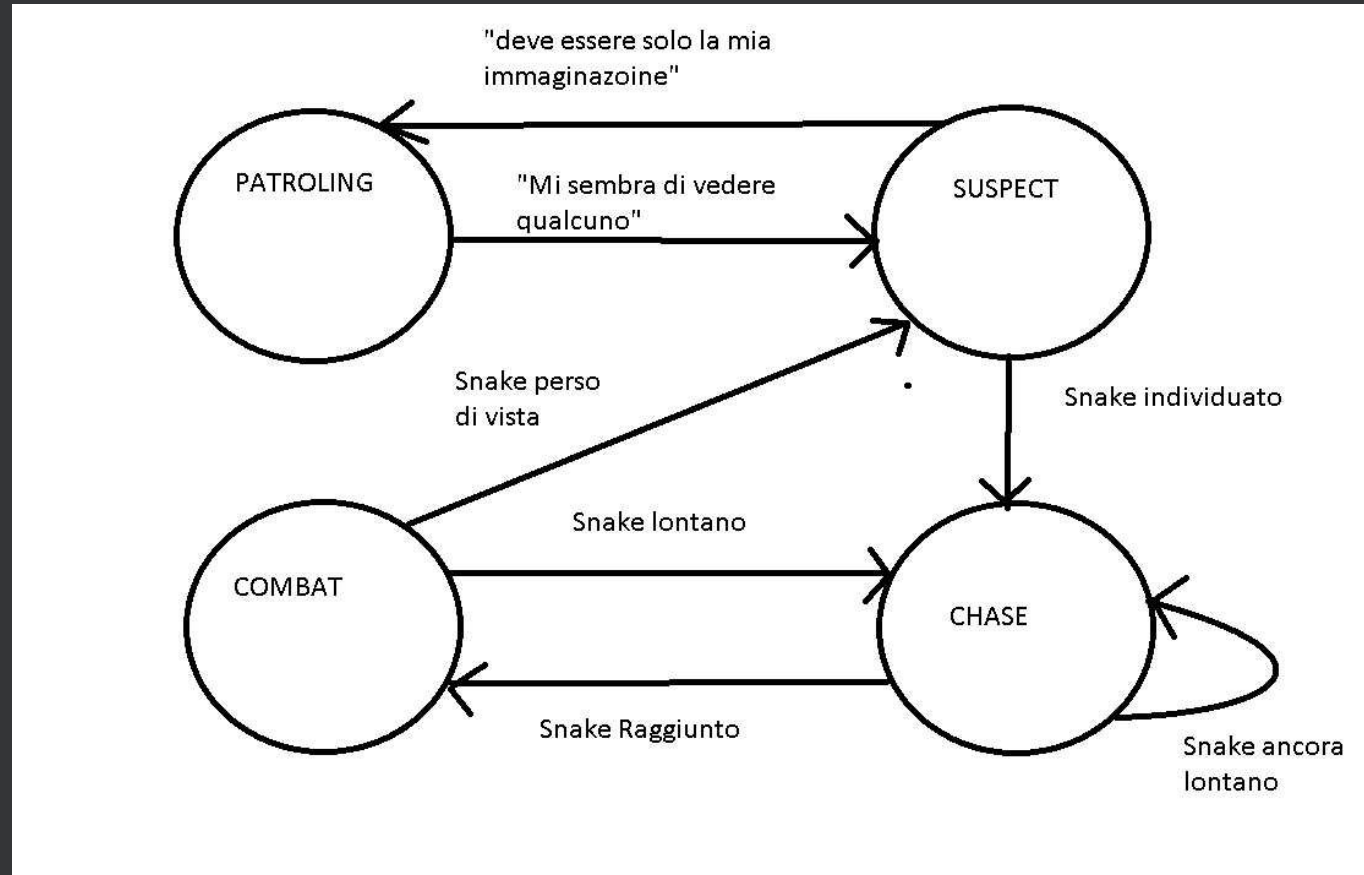 "deve essere solo la mia
immaginazoine"
PATROLING
"Mi sembra di vedere
qualcuno"
SUSPECT
Snake perso
di vista
Snake individuato
Snake lontano
COMBAT
CHASE
Snake Raggiunto
Snake ancora
lontano